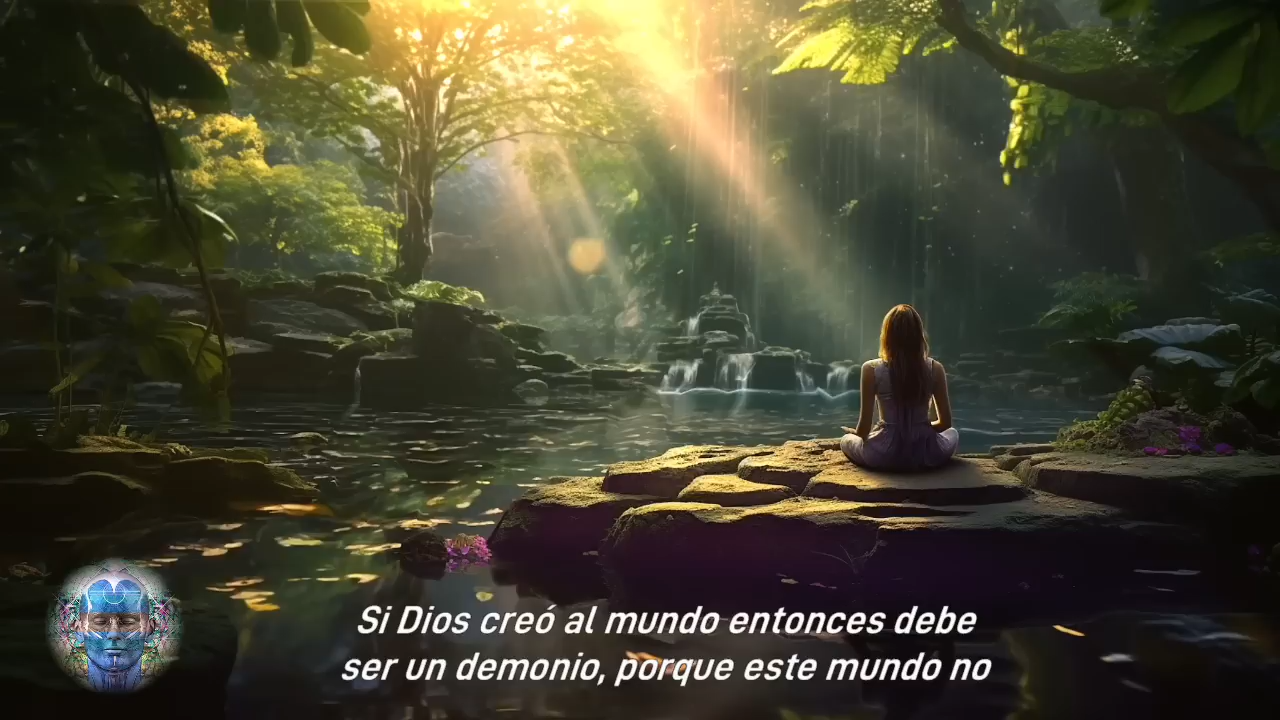 Si Dios creó al mundo entonces debe
ser un demonio, porque este mundo no